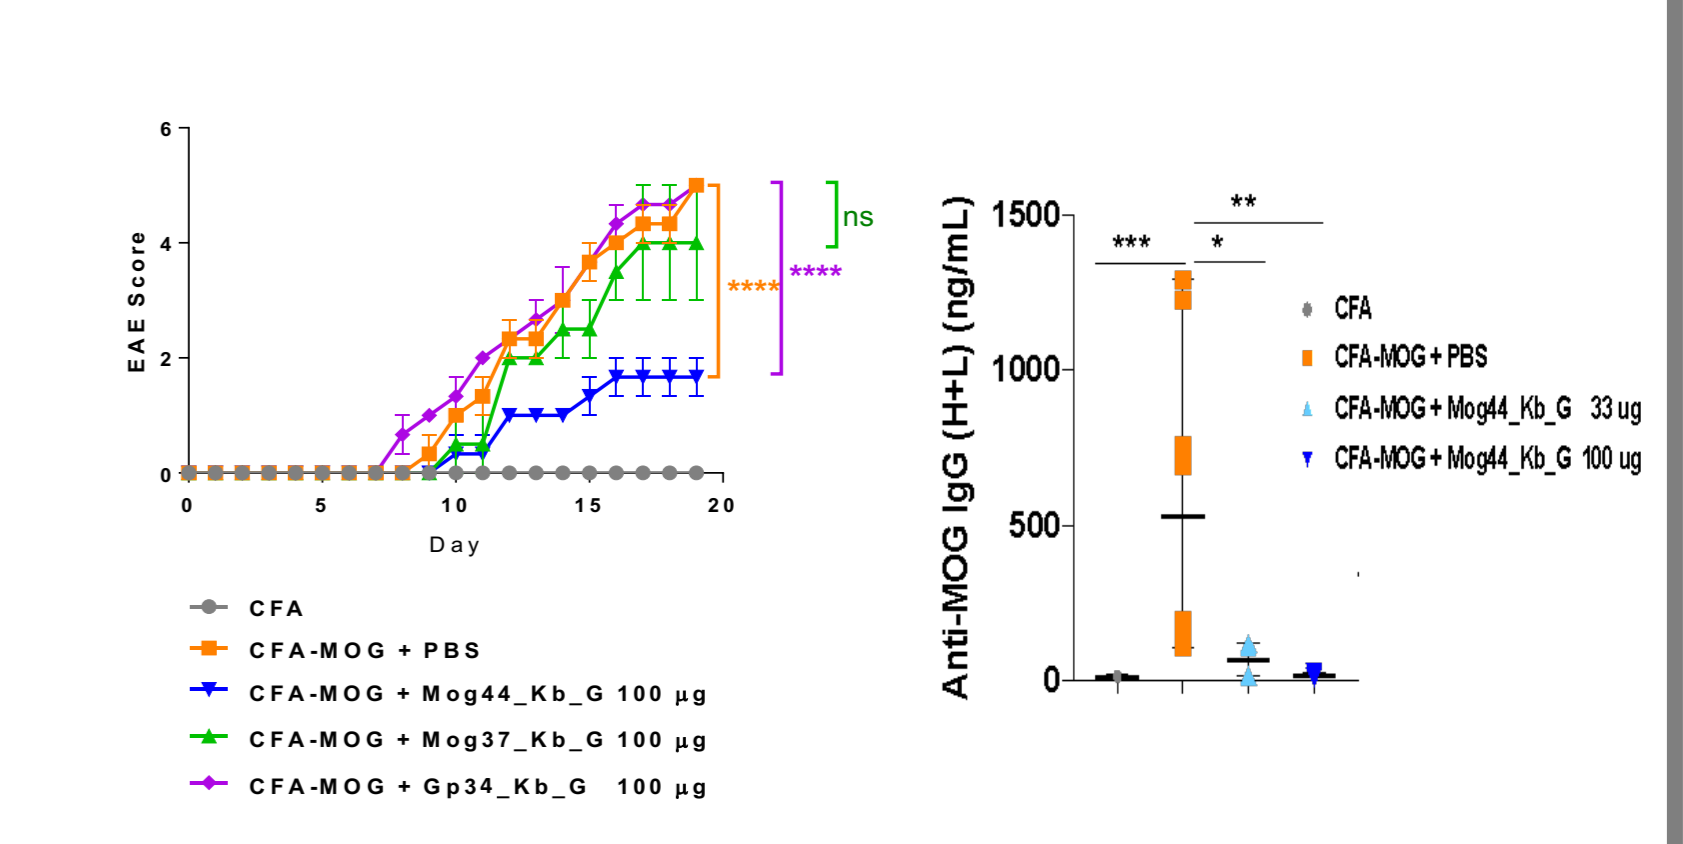 6
4
2
0
EAE Score
0 5 10 15 20
Day
****
****
ns
CFA
CFA-MOG + PBS
CFA-MOG + Mog44_Kb_G 100 μg
CFA-MOG + Mog37_Kb_G 100 μg
CFA-MOG + Gp34_Kb_G 100 μg
Anti-MOG IgG (H+L) (ng/mL)
1500
1000
500
0
***
**
*
CFA
CFA-MOG + PBS
CFA-MOG + Mog44_Kb_G 33 ug
CFA-MOG + Mog44_Kb_G 100 ug